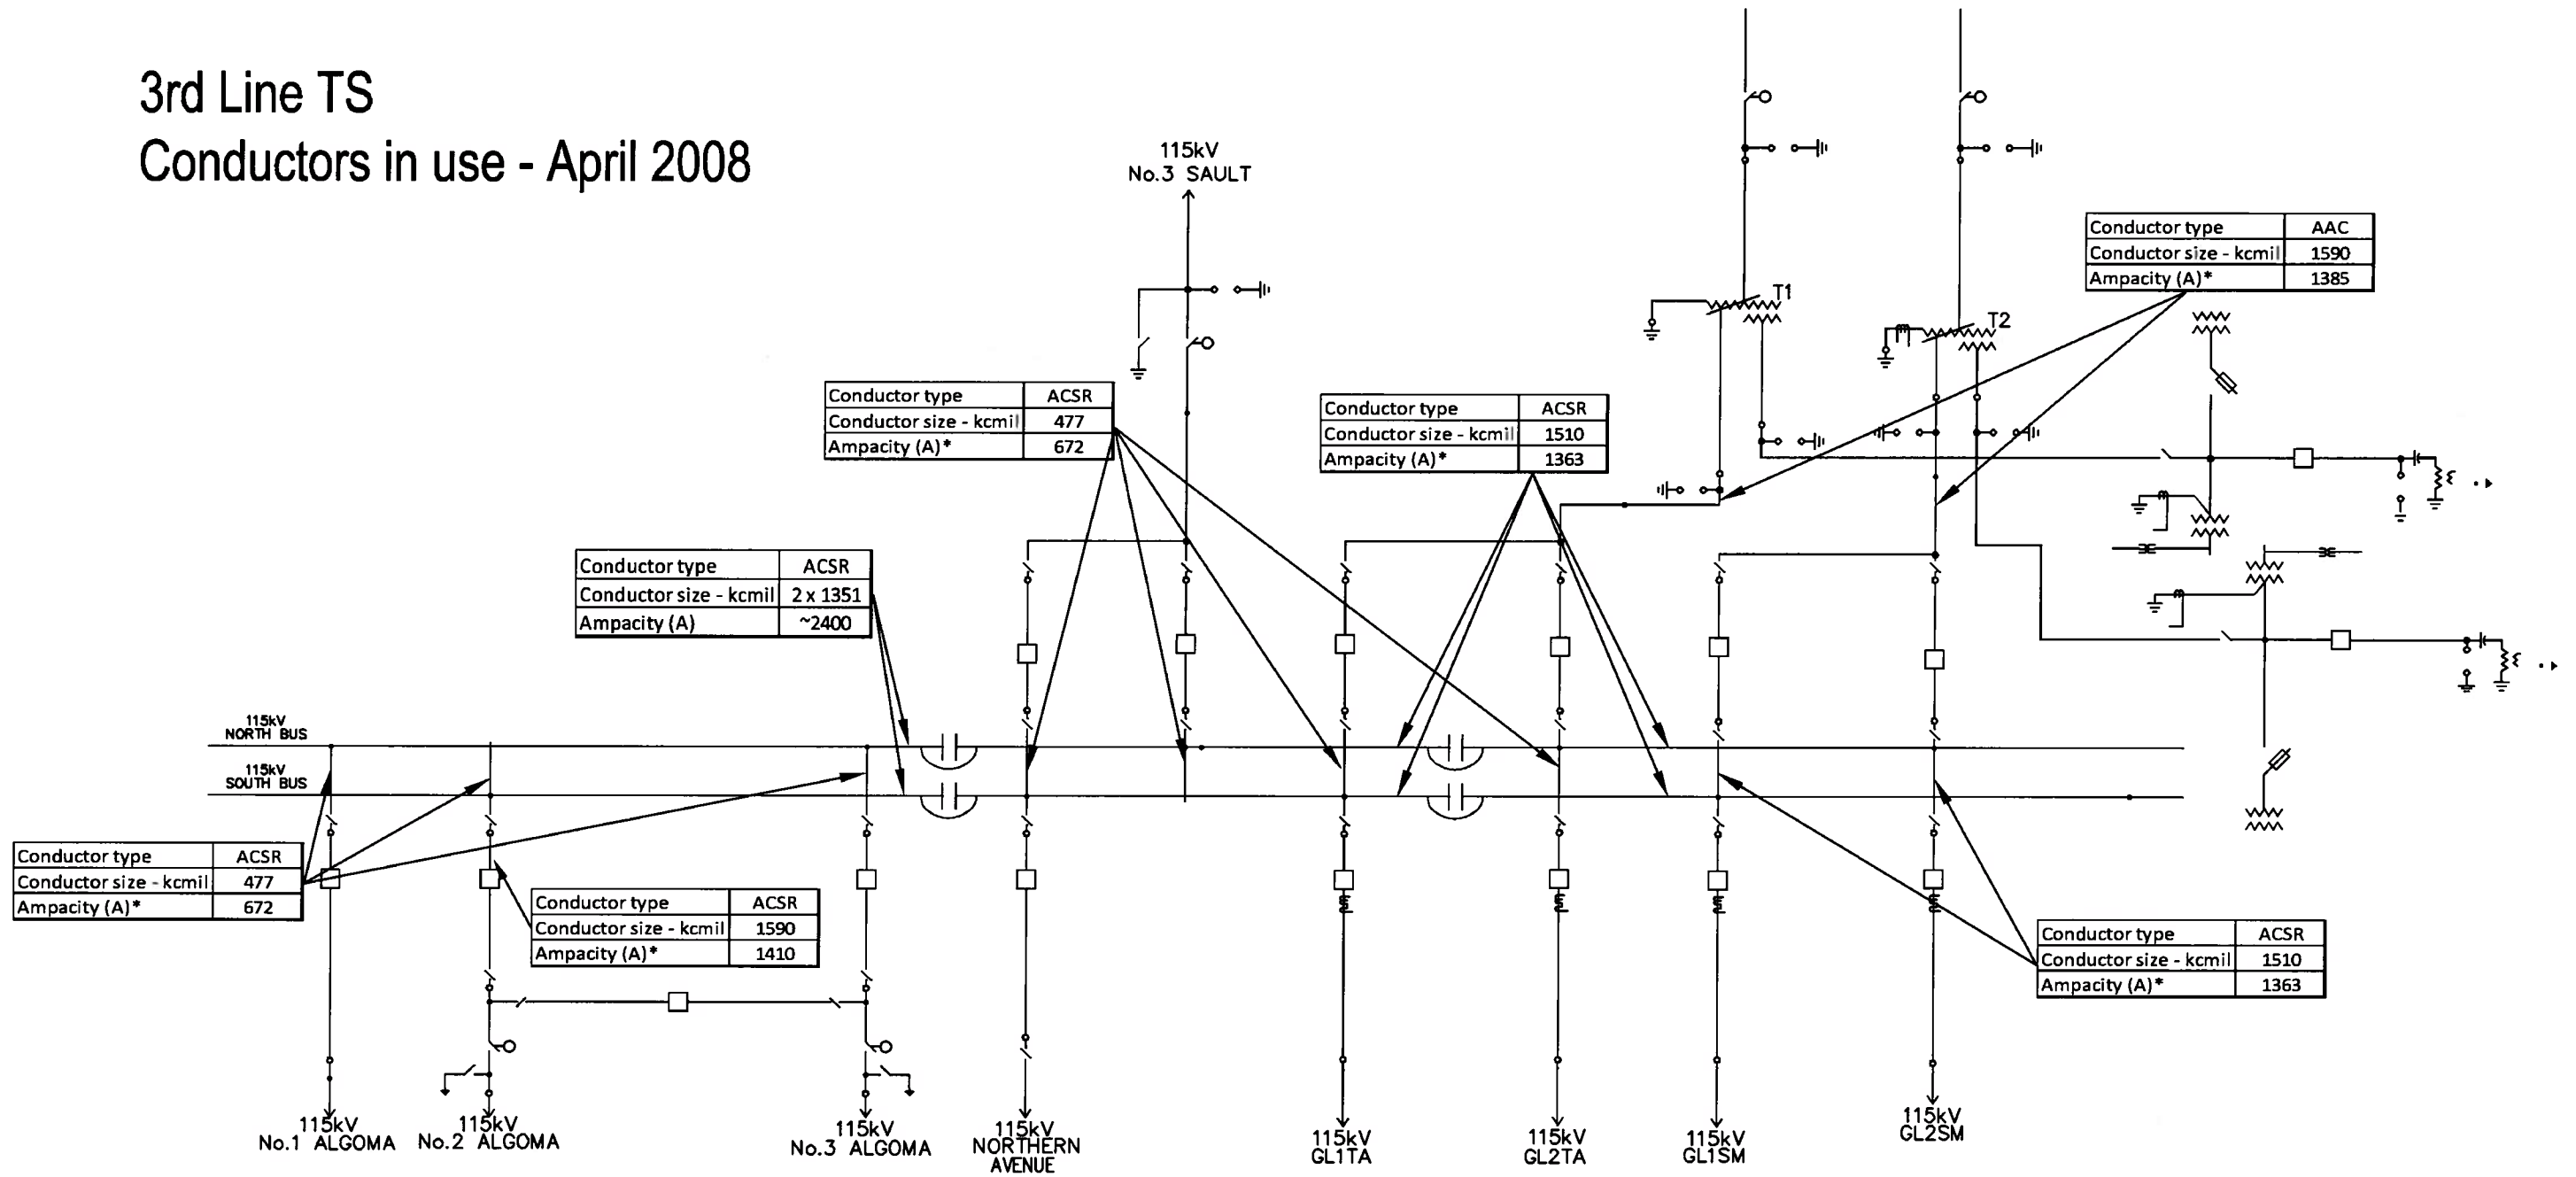 3rd Line TS
Conductors in use - April 2008
115kV
No.3 SAULT
T1
T2
Conductor type AAC
Conductor size - kcmil 1590
Ampacity (A)* 1385
Conductor type ACSR
Conductor size - kcmil 477
Ampacity (A)* 672
Conductor type ACSR
Conductor size - kcmil 1510
Ampacity (A)* 1363
Conductor type ACSR
Conductor size - kcmil 2 x 1351
Ampacity (A) ~2400
115kV
NORTH BUS
115kV
SOUTH BUS
Conductor type ACSR
Conductor size - kcmil 477
Ampacity (A)* 672
Conductor type ACSR
Conductor size - kcmil 1590
Ampacity (A)* 1410
Conductor type ACSR
Conductor size - kcmil 1510
Ampacity (A)* 1363
115kV
No.1 ALGOMA
115kV
No.2 ALGOMA
115kV
No.3 ALGOMA
115kV
NORTHERN
AVENUE
115kV
GL1TA
115kV
GL2TA
115kV
GL1SM
115kV
GL2SM